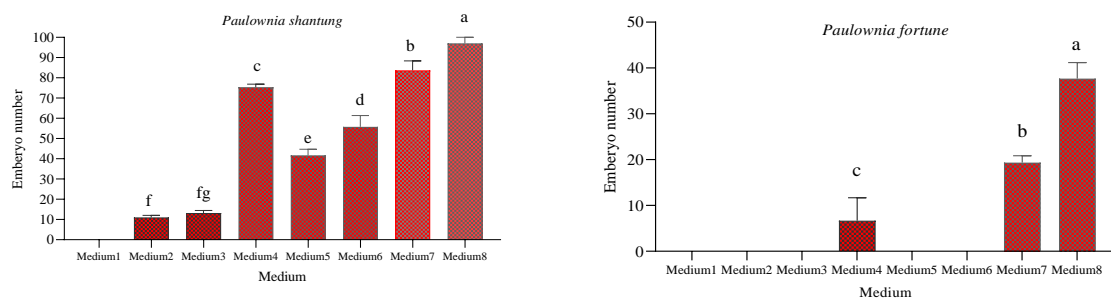 Paulownia shantung
Emberyo number
100
90
80
70
60
50
40
30
20
10
0
f
fg
c
e
d
b
a
Medium1 Medium2 Medium3 Medium4 Medium5 Medium6 Medium7 Medium8
Medium
Paulownia fortune
Emberyo number
50
40
30
20
10
0
c
b
a
Medium1 Medium2 Medium3 Medium4 Medium5 Medium6 Medium7 Medium8
Medium